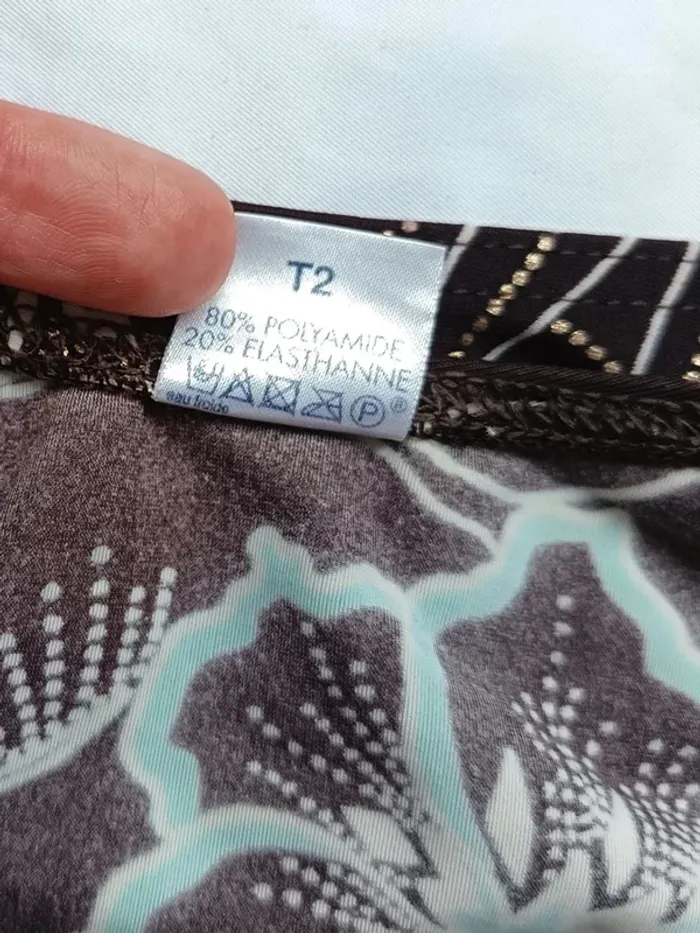 T2
80% POLYAMIDE
20% ELASTHANNE
P ®
eau froide